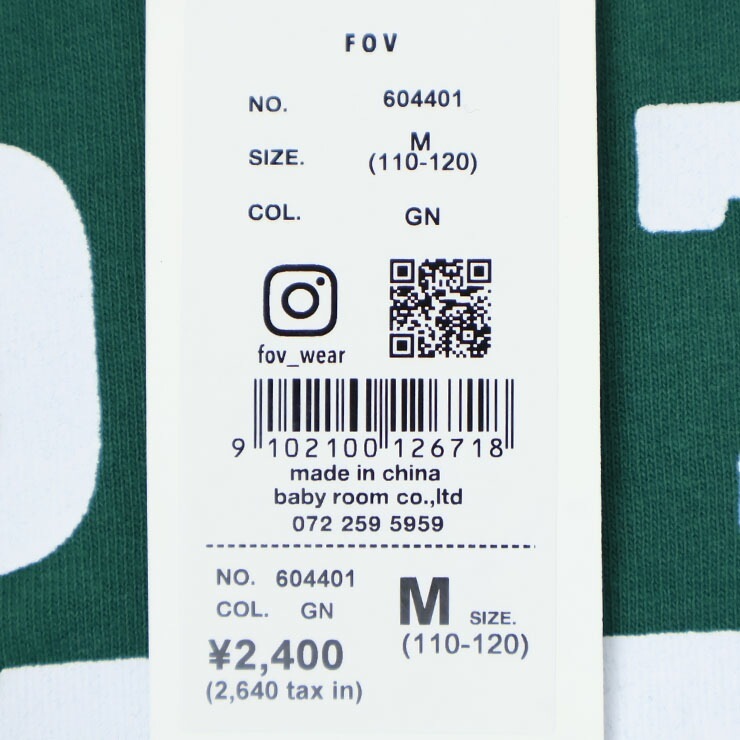 FOV
NO. 604401
SIZE. M
(110-120)
COL. GN
fov_wear
9 102100 126718
made in china
baby room co.,ltd
072 259 5959
NO. 604401
COL. GN
M SIZE.
(110-120)
¥2,400
(2,640 tax in)